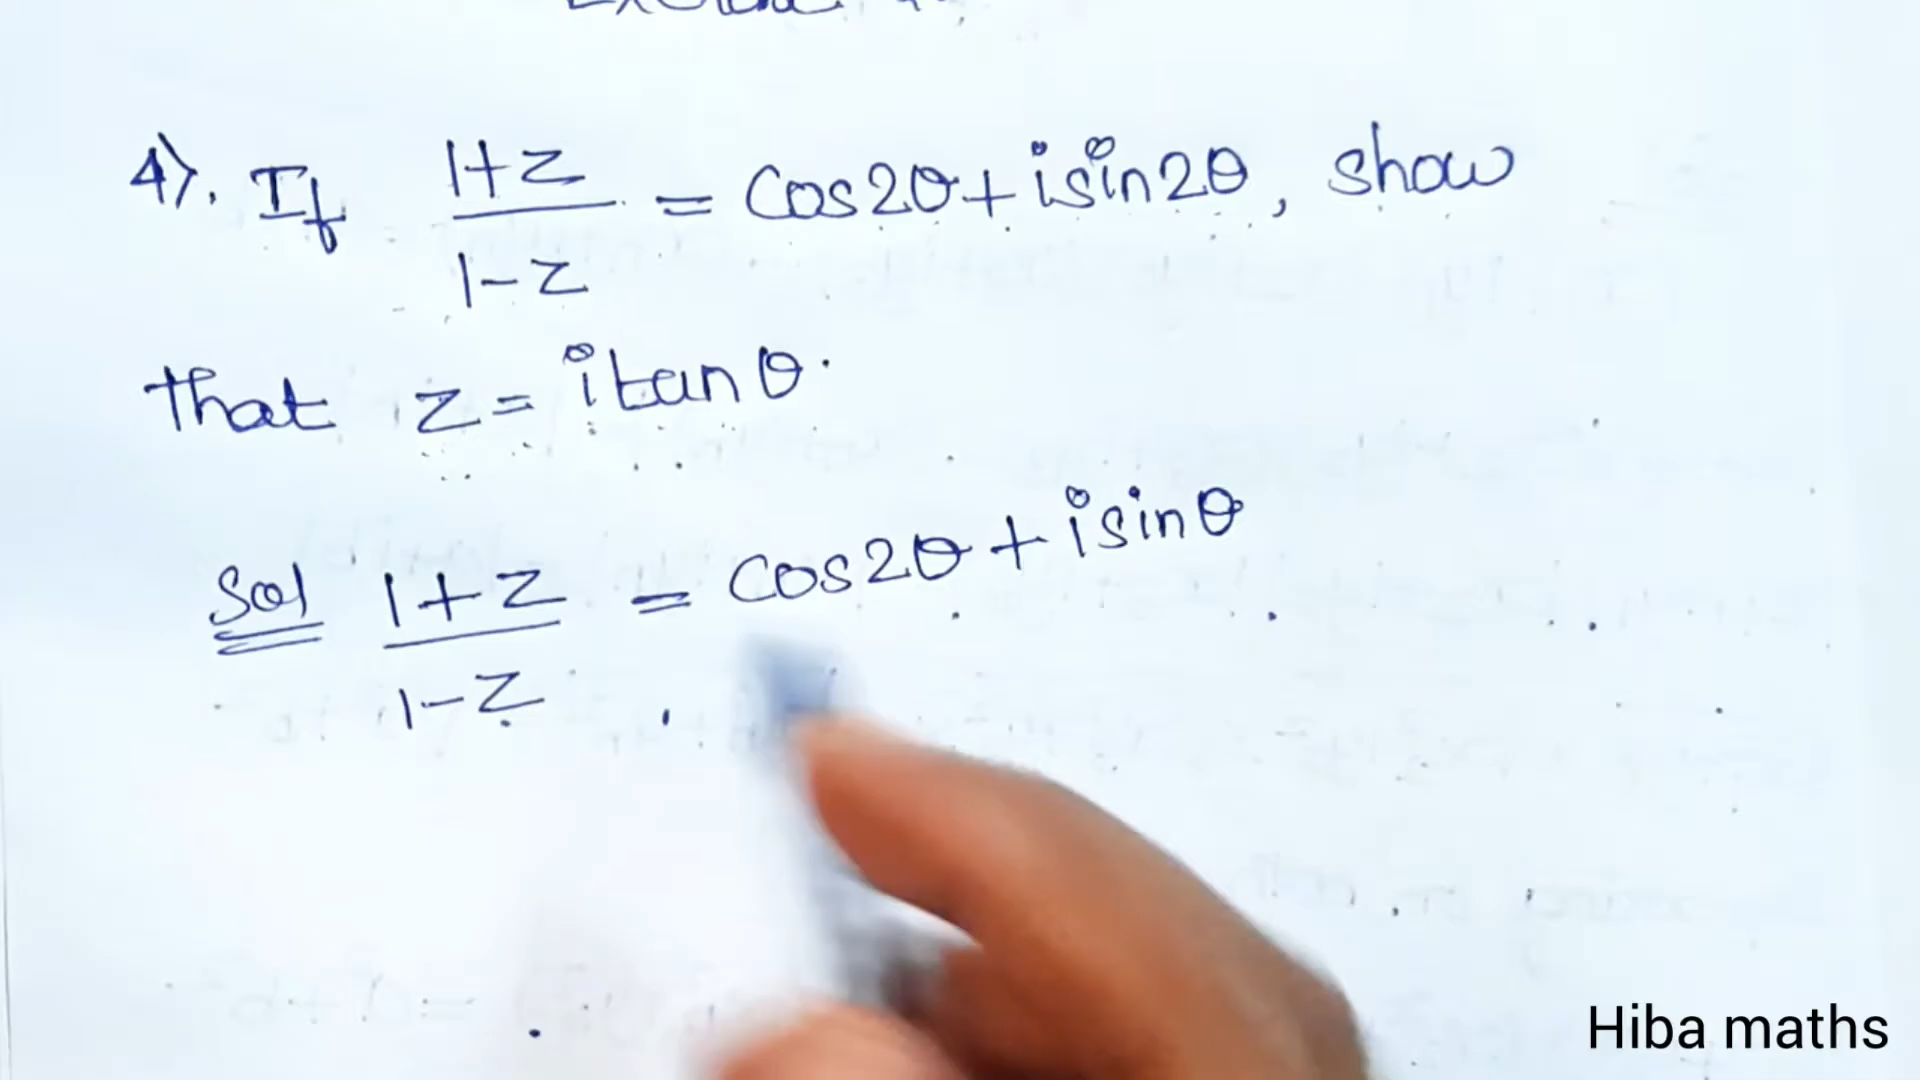 4). If 1+z/1-z = cos2θ+isin2θ, show
that z = itanθ.
Sol 1+z/1-z = cos2θ + isinθ
Hiba maths